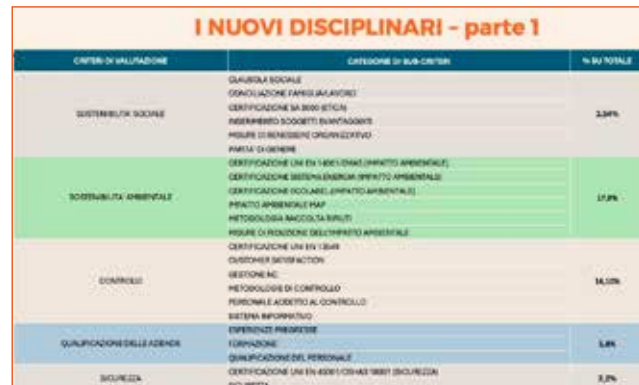 I NUOVI DISCIPLINARI – parte 1
CRITERI DI VALUTAZIONE CATEGORIE DI SUB-CRITERI % SU TOTALE
SOSTENIBILITA' SOCIALE
CLAUSOLA SOCIALE
CONCILIAZIONE FAMIGLIA/LAVORO
CERTIFICAZIONE SA 8000 (ETICA)
INSERIMENTO SOGGETTI SVANTAGGIATI
MISURE DI BENESSERE ORGANIZZATIVO
PARITA' DI GENERE
SOSTENIBILITA' AMBIENTALE
CERTIFICAZIONE UNI EN 14001/EMAS (IMPATTO AMBIENTALE)
CERTIFICAZIONE SISTEMA ENERGIA (IMPATTO AMBIENTALE)
CERTIFICAZIONE ECOLABEL (IMPATTO AMBIENTALE)
IMPATTO AMBIENTALE MAP
METODOLOGIA RACCOLTA RIFIUTI
MISURE DI RIDUZIONE DELL'IMPATTO AMBIENTALE
17,9%
CONTROLLO
CERTIFICAZIONE UNI EN 13549
CUSTOMER SATISFACTION
GESTIONE NC
METODOLOGIE DI CONTROLLO
PERSONALE ADDETTO AL CONTROLLO
SISTEMA INFORMATIVO
QUALIFICAZIONE DELLE AZIENDE
ESPERIENZE PREGRESSE
FORMAZIONE
QUALIFICAZIONE DEL PERSONALE
SICUREZZA
CERTIFICAZIONE UNI EN 45001/OSHAS 18001 (SICUREZZA)
SICUREZZA